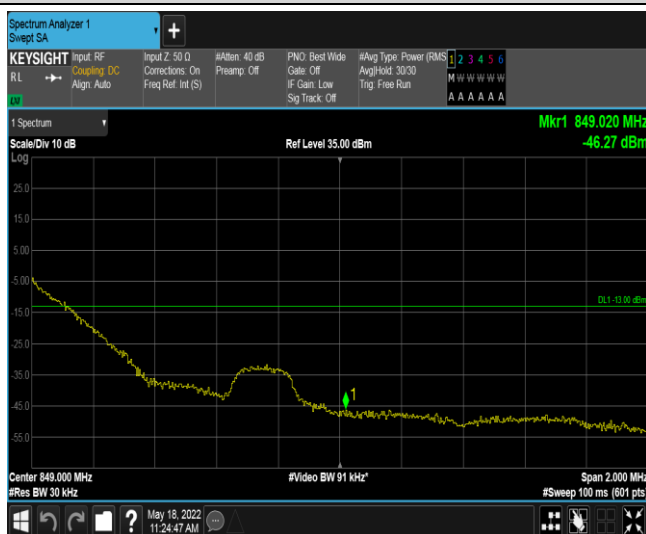 Spectrum Analyzer 1
Swept SA
+
KEYSIGHT Input: RF Input Z: 50 Ω #Atten: 40 dB PNO: Best Wide #Avg Type: Power (RMS 1 2 3 4 5 6
RL Coupling: DC Corrections: On Preamp: Off Gate: Off Avg|Hold: 30/30 M W W W W W
Align: Auto Freq Ref: Int (S) IF Gain: Low Trig: Free Run
Sig Track: Off A A A A A A
1 Spectrum
Mkr1 849.020 MHz
Scale/Div 10 dB Ref Level 35.00 dBm -46.27 dBm
Log
25.0
15.0
5.00
-5.00
DL1 -13.00 dBm
-15.0
-25.0
-35.0
1
-45.0
-55.0
Center 849.000 MHz #Video BW 91 kHz* Span 2.000 MHz
#Res BW 30 kHz #Sweep 100 ms (601 pts)
? May 18, 2022
11:24:47 AM